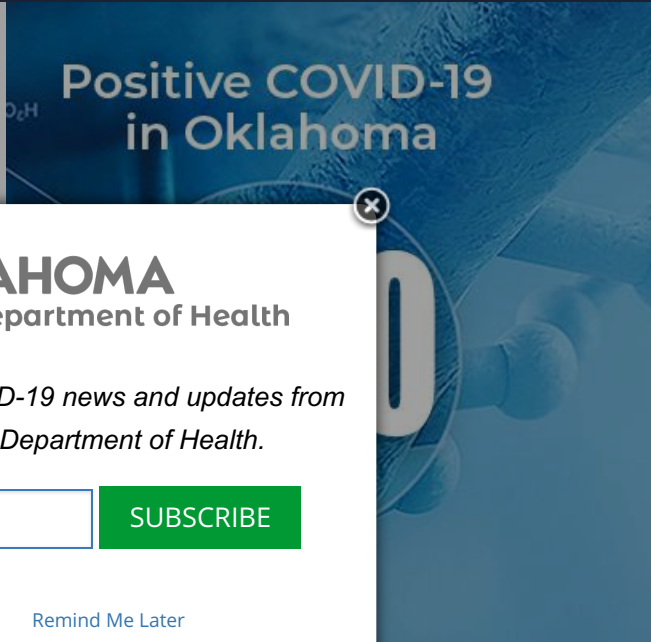 Positive COVID-19
in Oklahoma
AHOMA
epartment of Health
D-19 news and updates from
Department of Health.
SUBSCRIBE
Remind Me Later